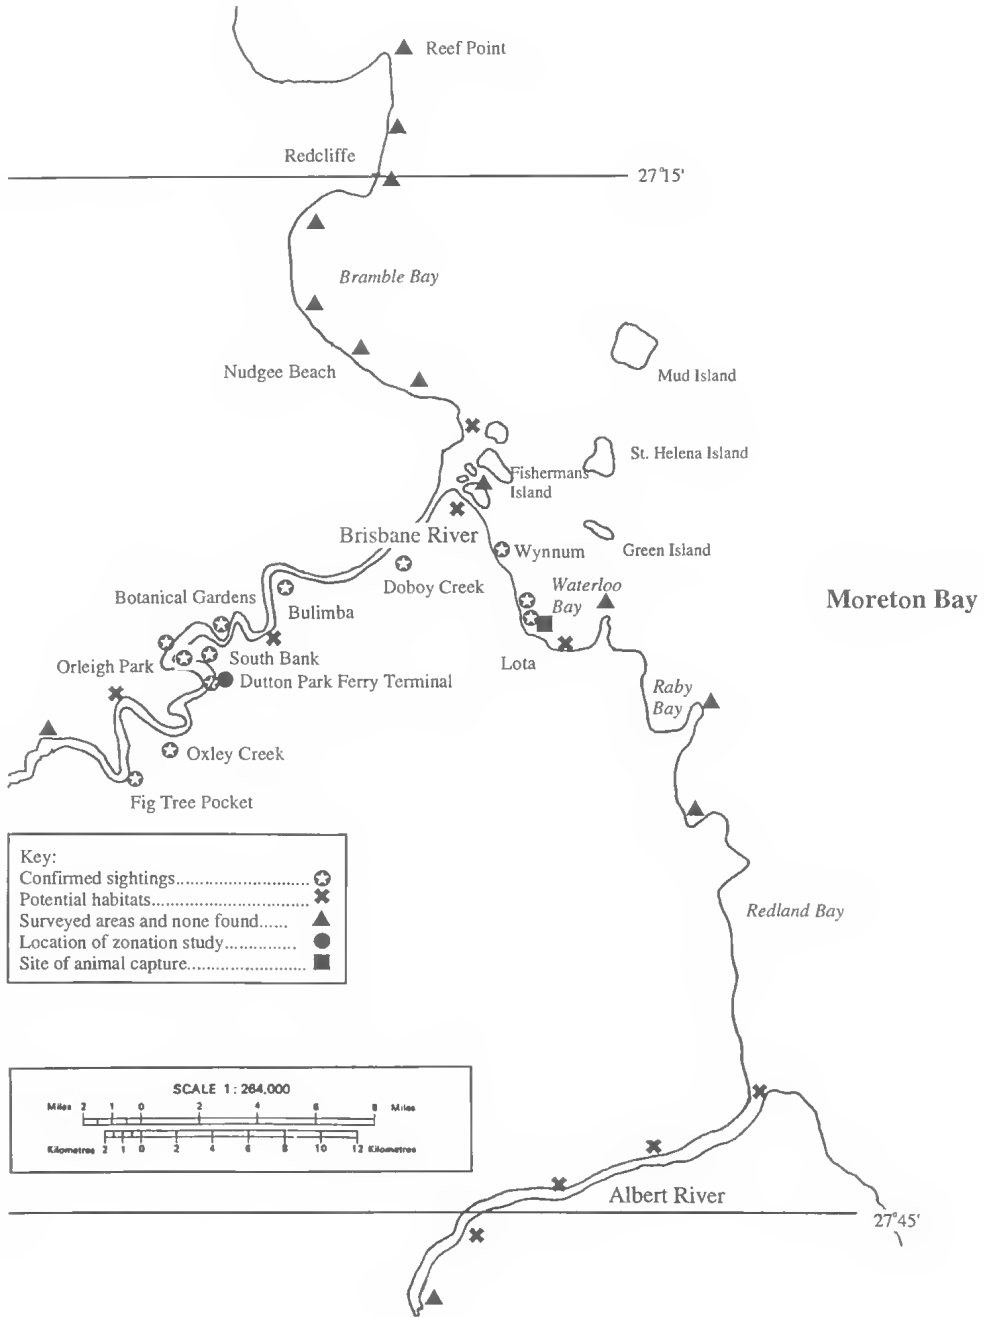 Reef Point
Redcliffe
27°15'
Bramble Bay
Nudgee Beach
Mud Island
St. Helena Island
Fishermans
Island
Brisbane River
Wynnum
Green Island
Doboy Creek
Waterloo
Bay
Moreton Bay
Botanical Gardens
Bulimba
South Bank
Orleigh Park
Lota
Dutton Park Ferry Terminal
Raby
Bay
Oxley Creek
Fig Tree Pocket
Key:
Confirmed sightings............................
Potential habitats.................................
Surveyed areas and none found......
Location of zonation study...............
Site of animal capture.........................
Redland Bay
SCALE 1:264,000
Miles 2 1 0 2 4 6 8 Miles
Kilometres 2 1 0 2 4 6 8 10 12 Kilometres
Albert River
27°45'